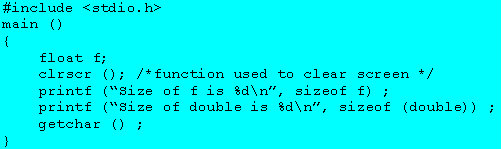 #include <stdio.h>
main ()
{
float f;
clrscr (); /*function used to clear screen */
printf (“Size of f is %d\n”, sizeof f) ;
printf (“Size of double is %d\n”, sizeof (double)) ;
getchar () ;
}